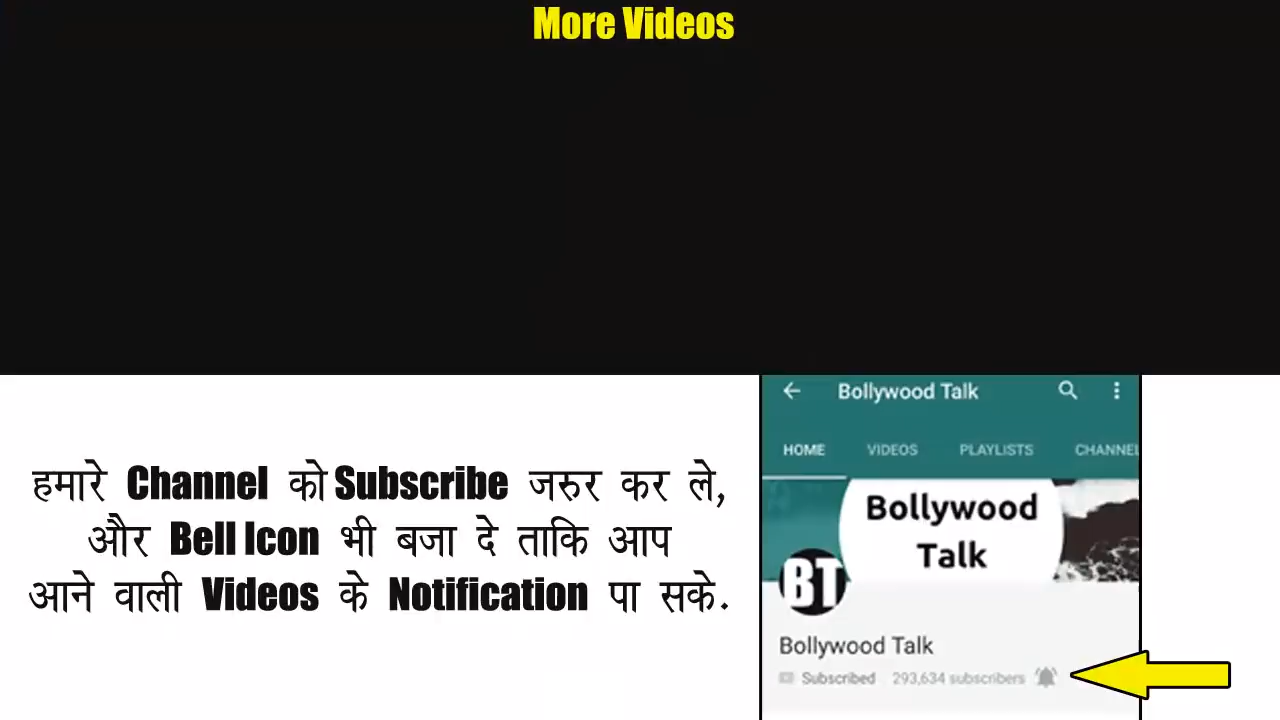 More Videos
हमारे Channel को Subscribe जरुर कर ले,
और Bell Icon भी बजा दे ताकि आप
आने वाली Videos के Notification पा सके.
Bollywood Talk
HOME VIDEOS PLAYLISTS CHANNEL
Bollywood
Talk
BT
Bollywood Talk
Subscribed 293,634 subscribers